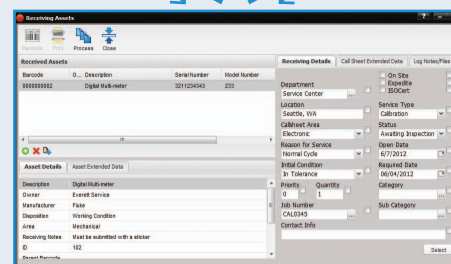 Receiving Assets
Barcode Print Process Close
Received Assets
Barcode G... Description Serial Number Model Number
0000000002 Digital Multi-meter 3211234343 233
Asset Details Asset Extended Data
Description Digital Multi-meter
Owner Everett Service
Manufacturer Fluke
Disposition Working Condition
Area Mechanical
Receiving Notes Must be submitted with a sticker
ID 102
Parent Barcode
Receiving Details Call Sheet Extended Data Log Notes/Files
On Site
Expedite
ISOCert
Department
Service Center ...
Location Service Type
Seattle, WA Calibration
Callsheet Area Status
Electronic Awaiting Inspection
Reason for Service Open Date
Normal Cycle 6/7/2012
Initial Condition Required Date
In Tolerance 06/04/2012
Priority Quantity Category
0 1 ...
Job Number Sub Category
CAL0345 ... ...
Contact Info
Select